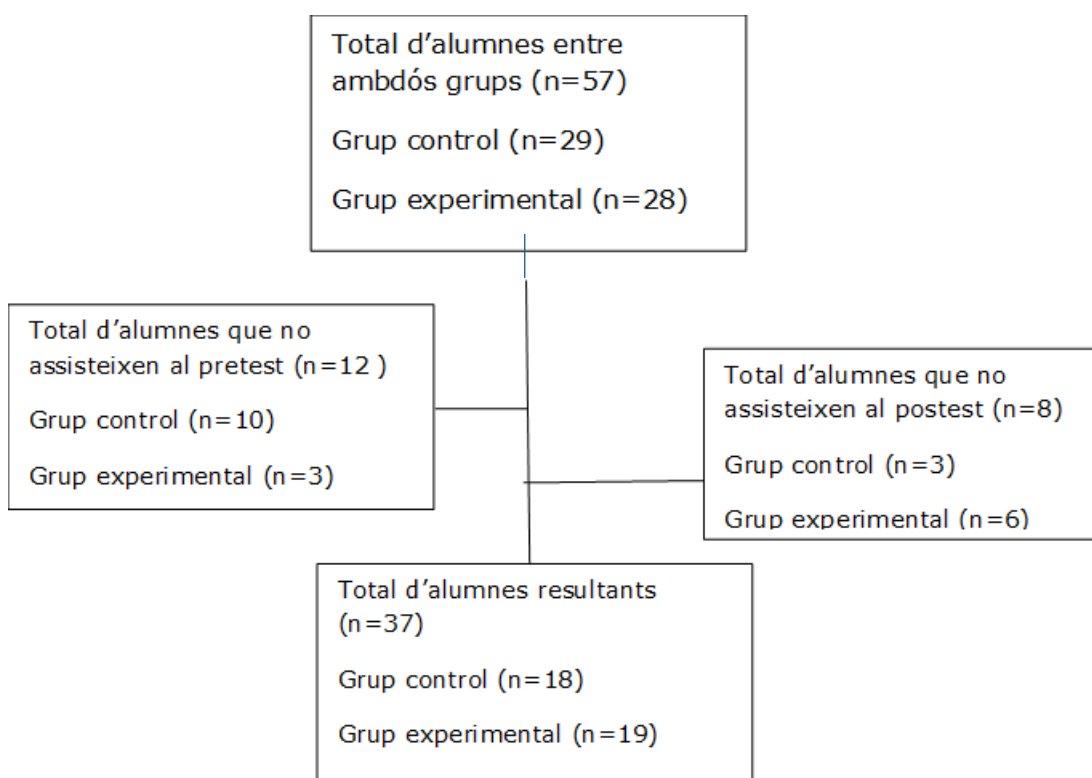 Total d’alumnes entre
ambdós grups (n=57)
Grup control (n=29)
Grup experimental (n=28)
Total d’alumnes que no
assisteixen al pretest (n=12 )
Grup control (n=10)
Grup experimental (n=3)
Total d’alumnes que no
assisteixen al postest (n=8)
Grup control (n=3)
Grup experimental (n=6)
Total d’alumnes resultants
(n=37)
Grup control (n=18)
Grup experimental (n=19)